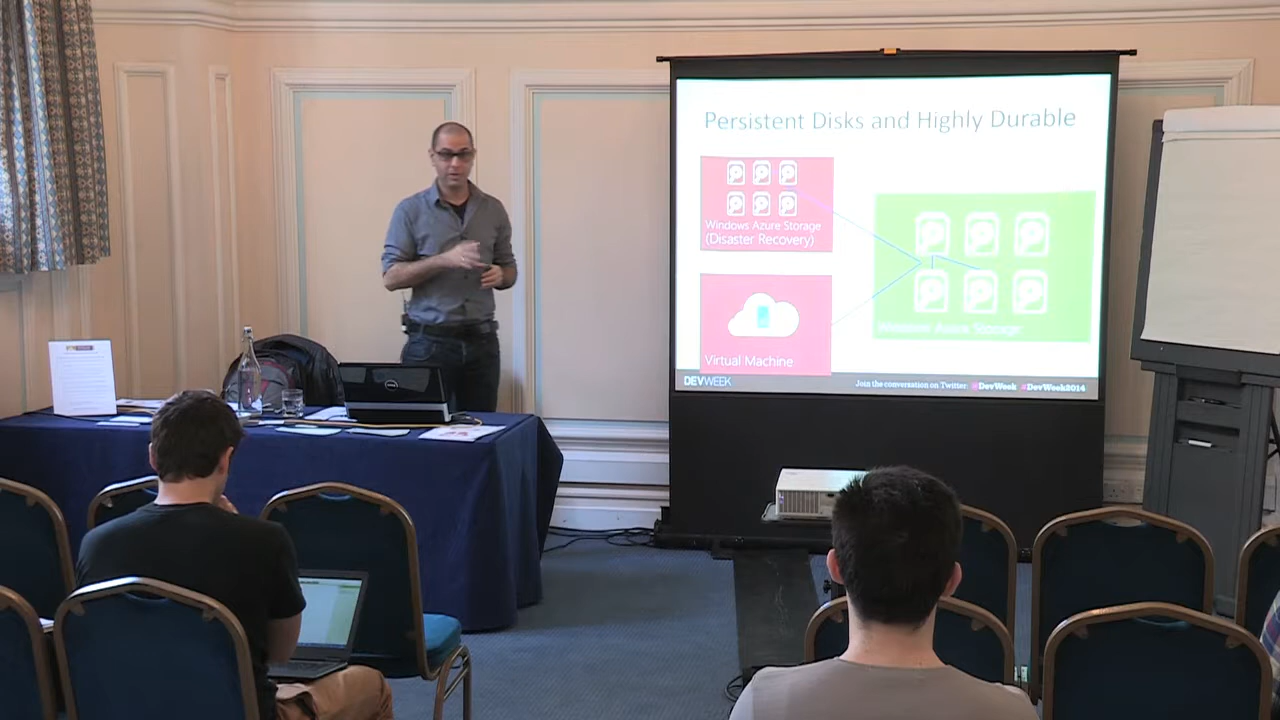 Persistent Disks and Highly Durable
Windows Azure Storage
(Disaster Recovery)
Windows Azure Storage
Virtual Machine
DEVWEEK
Join the conversation on Twitter: @DevWeek #DevWeek2014
DELL